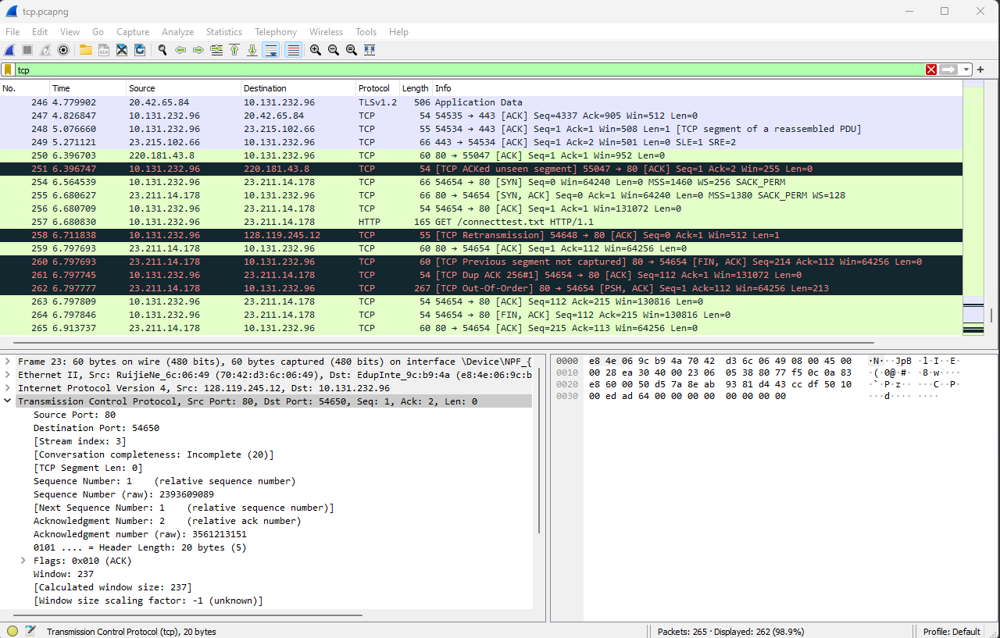 tcp.pcapng
File Edit View Go Capture Analyze Statistics Telephony Wireless Tools Help
tcp
No. Time Source Destination Protocol Length Info
246 4.779902 20.42.65.84 10.131.232.96 TLSv1.2 506 Application Data
247 4.826847 10.131.232.96 20.42.65.84 TCP 54 54535 → 443 [ACK] Seq=4337 Ack=905 Win=512 Len=0
248 5.076660 10.131.232.96 23.215.102.66 TCP 55 54534 → 443 [ACK] Seq=1 Ack=1 Win=508 Len=1 [TCP segment of a reassembled PDU]
249 5.271121 23.215.102.66 10.131.232.96 TCP 66 443 → 54534 [ACK] Seq=1 Ack=2 Win=501 Len=0 SLE=1 SRE=2
250 6.396703 220.181.43.8 10.131.232.96 TCP 60 80 → 55047 [ACK] Seq=1 Ack=1 Win=952 Len=0
251 6.396747 10.131.232.96 220.181.43.8 TCP 54 [TCP ACKed unseen segment] 55047 → 80 [ACK] Seq=1 Ack=2 Win=255 Len=0
254 6.564539 10.131.232.96 23.211.14.178 TCP 66 54654 → 80 [SYN] Seq=0 Win=64240 Len=0 MSS=1460 WS=256 SACK_PERM
255 6.680627 23.211.14.178 10.131.232.96 TCP 66 80 → 54654 [SYN, ACK] Seq=0 Ack=1 Win=64240 Len=0 MSS=1380 SACK_PERM WS=128
256 6.680709 10.131.232.96 23.211.14.178 TCP 54 54654 → 80 [ACK] Seq=1 Ack=1 Win=131072 Len=0
257 6.680830 10.131.232.96 23.211.14.178 HTTP 165 GET /connecttest.txt HTTP/1.1
258 6.711838 10.131.232.96 128.119.245.12 TCP 55 [TCP Retransmission] 54648 → 80 [ACK] Seq=0 Ack=1 Win=512 Len=1
259 6.797693 23.211.14.178 10.131.232.96 TCP 60 80 → 54654 [ACK] Seq=1 Ack=112 Win=64256 Len=0
260 6.797693 23.211.14.178 10.131.232.96 TCP 60 [TCP Previous segment not captured] 80 → 54654 [FIN, ACK] Seq=214 Ack=112 Win=64256 Len=0
261 6.797745 10.131.232.96 23.211.14.178 TCP 54 [TCP Dup ACK 256#1] 54654 → 80 [ACK] Seq=112 Ack=1 Win=131072 Len=0
262 6.797777 23.211.14.178 10.131.232.96 TCP 267 [TCP Out-Of-Order] 80 → 54654 [PSH, ACK] Seq=1 Ack=112 Win=64256 Len=213
263 6.797809 10.131.232.96 23.211.14.178 TCP 54 54654 → 80 [ACK] Seq=112 Ack=215 Win=130816 Len=0
264 6.797846 10.131.232.96 23.211.14.178 TCP 54 54654 → 80 [FIN, ACK] Seq=112 Ack=215 Win=130816 Len=0
265 6.913737 23.211.14.178 10.131.232.96 TCP 60 80 → 54654 [ACK] Seq=215 Ack=113 Win=64256 Len=0
Frame 23: 60 bytes on wire (480 bits), 60 bytes captured (480 bits) on interface \Device\NPF_{
Ethernet II, Src: RuijieNe_6c:06:49 (70:42:d3:6c:06:49), Dst: EdupInte_9c:b9:4a (e8:4e:06:9c:b
Internet Protocol Version 4, Src: 128.119.245.12, Dst: 10.131.232.96
Transmission Control Protocol, Src Port: 80, Dst Port: 54650, Seq: 1, Ack: 2, Len: 0
Source Port: 80
Destination Port: 54650
[Stream index: 3]
[Conversation completeness: Incomplete (20)]
[TCP Segment Len: 0]
Sequence Number: 1 (relative sequence number)
Sequence Number (raw): 2393609089
[Next Sequence Number: 1 (relative sequence number)]
Acknowledgment Number: 2 (relative ack number)
Acknowledgment number (raw): 3561213151
0101 .... = Header Length: 20 bytes (5)
Flags: 0x010 (ACK)
Window: 237
[Calculated window size: 237]
[Window size scaling factor: -1 (unknown)]
0000 e8 4e 06 9c b9 4a 70 42 d3 6c 06 49 08 00 45 00 ·N···JpB ·l·I··E·
0010 00 28 ea 30 40 00 23 06 05 38 80 77 f5 0c 0a 83 ·(·0@·#· ·8·w····
0020 e8 60 00 50 d5 7a 8e ab 93 81 d4 43 cc df 50 10 ·`·P·z·· ···C··P·
0030 00 ed ad 64 00 00 00 00 00 00 00 00 ···d···· ····
Transmission Control Protocol (tcp), 20 bytes
Packets: 265 · Displayed: 262 (98.9%)
Profile: Default